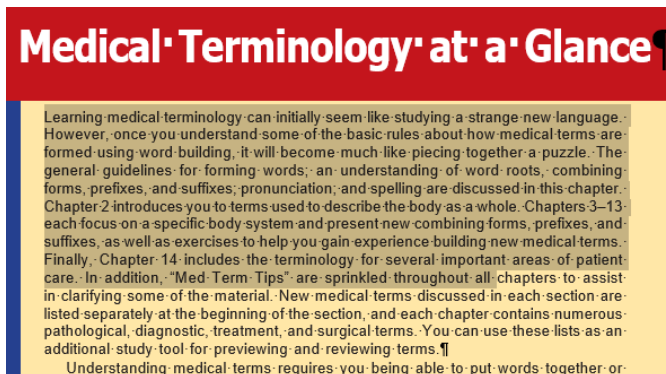 Medical Terminology at a Glance¶
Learning medical terminology can initially seem like studying a strange new language.
However, once you understand some of the basic rules about how medical terms are
formed using word building, it will become much like piecing together a puzzle. The
general guidelines for forming words; an understanding of word roots, combining
forms, prefixes, and suffixes; pronunciation; and spelling are discussed in this chapter.
Chapter 2 introduces you to terms used to describe the body as a whole. Chapters 3–13
each focus on a specific body system and present new combining forms, prefixes, and
suffixes, as well as exercises to help you gain experience building new medical terms.
Finally, Chapter 14 includes the terminology for several important areas of patient
care. In addition, “Med Term Tips” are sprinkled throughout all chapters to assist
in clarifying some of the material. New medical terms discussed in each section are
listed separately at the beginning of the section, and each chapter contains numerous
pathological, diagnostic, treatment, and surgical terms. You can use these lists as an
additional study tool for previewing and reviewing terms.¶
Understanding medical terms requires you being able to put words together or